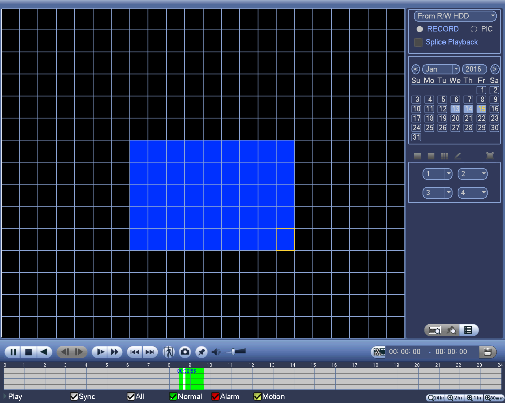 From R/W HDD
RECORD PIC
Splice Playback
Jan 2016
Su Mo Tu We Th Fr Sa
1 2
3 4 5 6 7 8 9
10 11 12 13 14 15 16
17 18 19 20 21 22 23
24 25 26 27 28 29 30
31
1 2
3 4
00: 00: 00 - 00: 00: 00
0 1 2 3 4 5 6 7 8 9 10 11 12 13 14 15 16 17 18 19 20 21 22 23 24
Play Sync All Normal Alarm Motion
24hr 2hr 1hr 30min